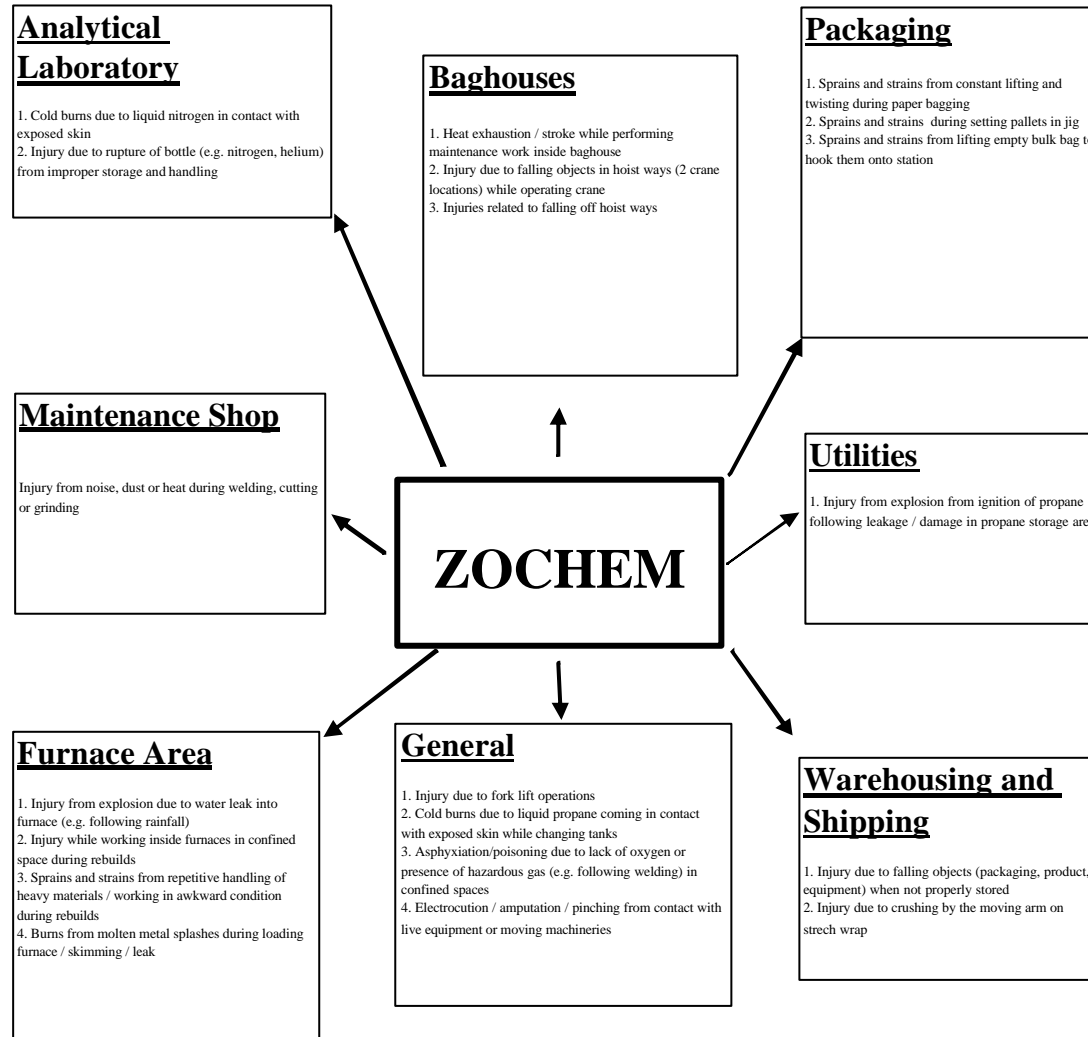 Analytical
Laboratory
1. Cold burns due to liquid nitrogen in contact with
exposed skin
2. Injury due to rupture of bottle (e.g. nitrogen, helium)
from improper storage and handling
Baghouses
1. Heat exhaustion / stroke while performing
maintenance work inside baghouse
2. Injury due to falling objects in hoist ways (2 crane
locations) while operating crane
3. Injuries related to falling off hoist ways
Packaging
1. Sprains and strains from constant lifting and
twisting during paper bagging
2. Sprains and strains during setting pallets in jig
3. Sprains and strains from lifting empty bulk bag to
hook them onto station
Maintenance Shop
Injury from noise, dust or heat during welding, cutting
or grinding
ZOCHEM
Utilities
1. Injury from explosion from ignition of propane
following leakage / damage in propane storage are
Furnace Area
1. Injury from explosion due to water leak into
furnace (e.g. following rainfall)
2. Injury while working inside furnaces in confined
space during rebuilds
3. Sprains and strains from repetitive handling of
heavy materials / working in awkward condition
during rebuilds
4. Burns from molten metal splashes during loading
furnace / skimming / leak
General
1. Injury due to fork lift operations
2. Cold burns due to liquid propane coming in contact
with exposed skin while changing tanks
3. Asphyxiation/poisoning due to lack of oxygen or
presence of hazardous gas (e.g. following welding) in
confined spaces
4. Electrocution / amputation / pinching from contact with
live equipment or moving machineries
Warehousing and
Shipping
1. Injury due to falling objects (packaging, product,
equipment) when not properly stored
2. Injury due to crushing by the moving arm on
strech wrap